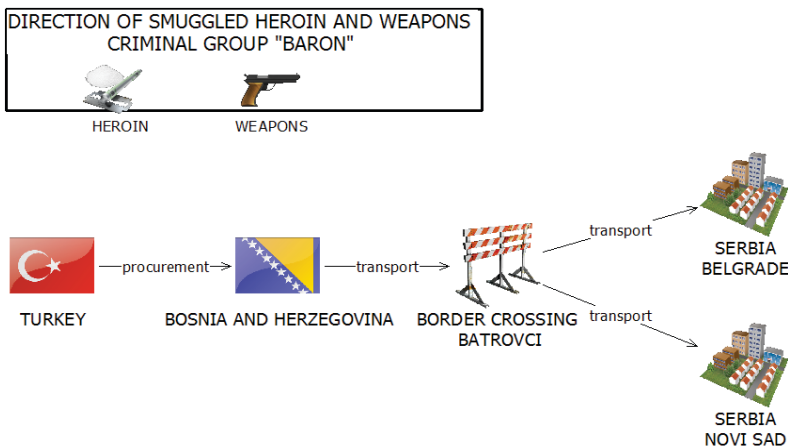 DIRECTION OF SMUGGLED HEROIN AND WEAPONS
CRIMINAL GROUP "BARON"
HEROIN
WEAPONS
procurement
transport
transport
transport
TURKEY
BOSNIA AND HERZEGOVINA
BORDER CROSSING
BATROVCI
SERBIA
BELGRADE
SERBIA
NOVI SAD